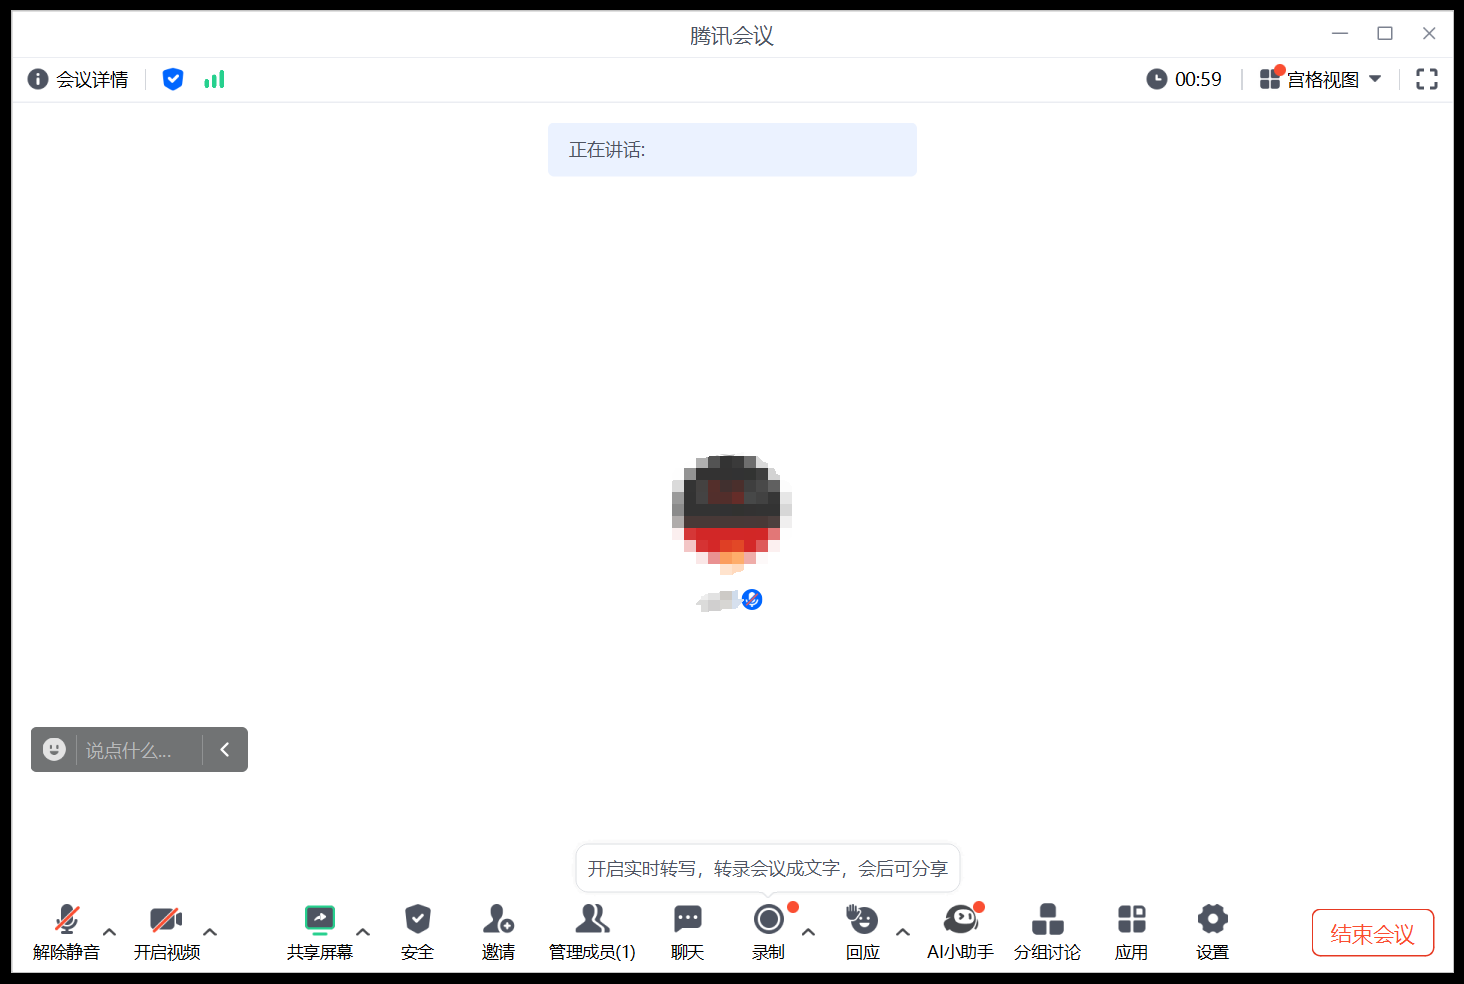 腾讯会议
会议详情
00:59
宫格视图
正在讲话:
说点什么...
开启实时转写，转录会议成文字，会后可分享
解除静音
开启视频
共享屏幕
安全
邀请
管理成员(1)
聊天
录制
回应
AI小助手
分组讨论
应用
设置
结束会议